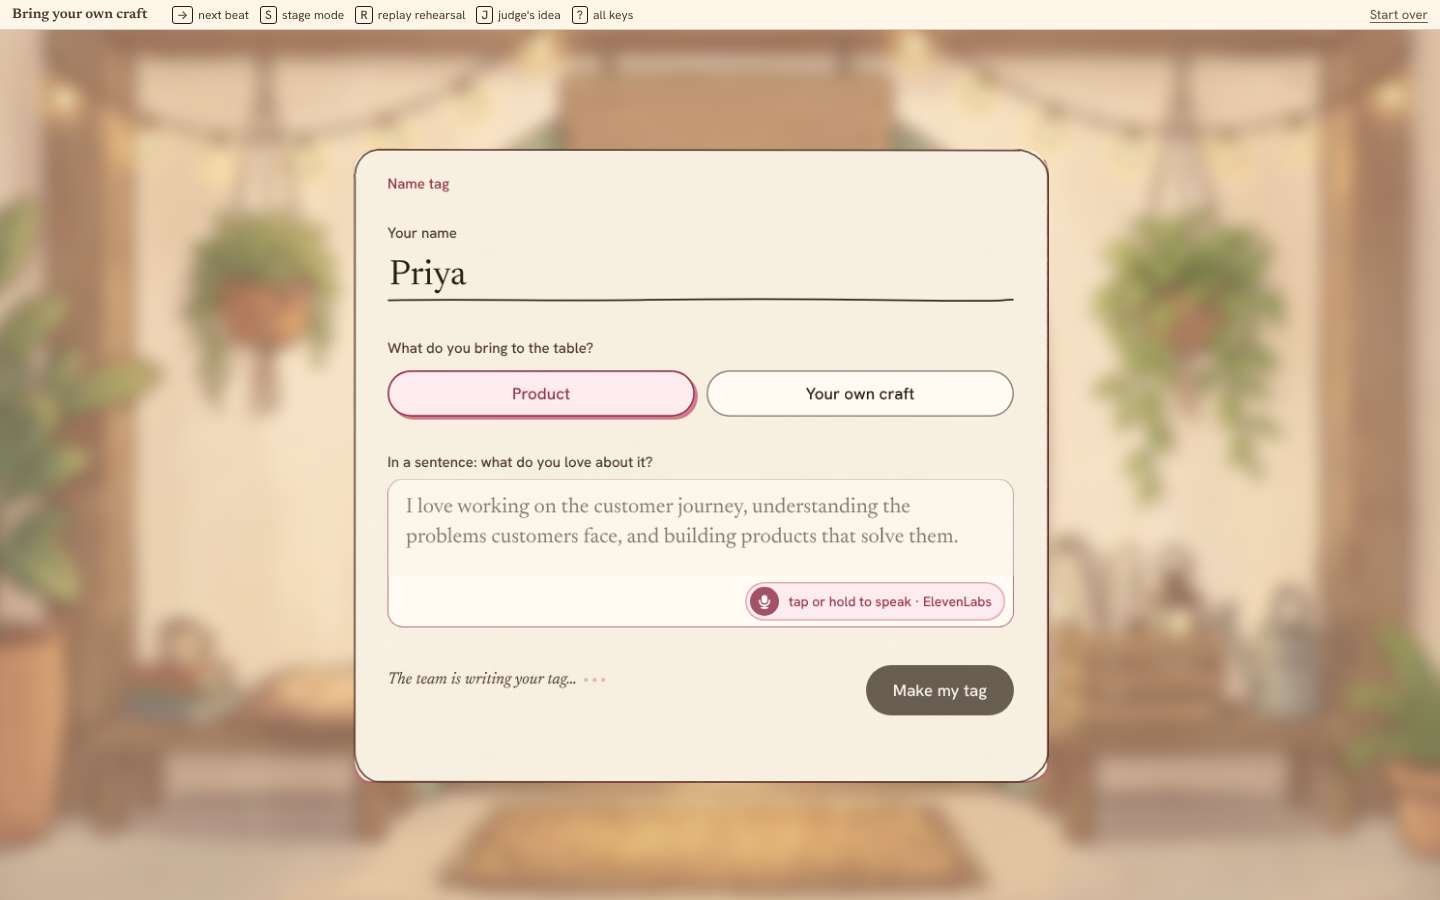 Bring your own craft → next beat S stage mode R replay rehearsal J judge's idea ? all keys Start over
Name tag
Your name
Priya
What do you bring to the table?
Product Your own craft
In a sentence: what do you love about it?
I love working on the customer journey, understanding the
problems customers face, and building products that solve them.
tap or hold to speak · ElevenLabs
The team is writing your tag...
Make my tag